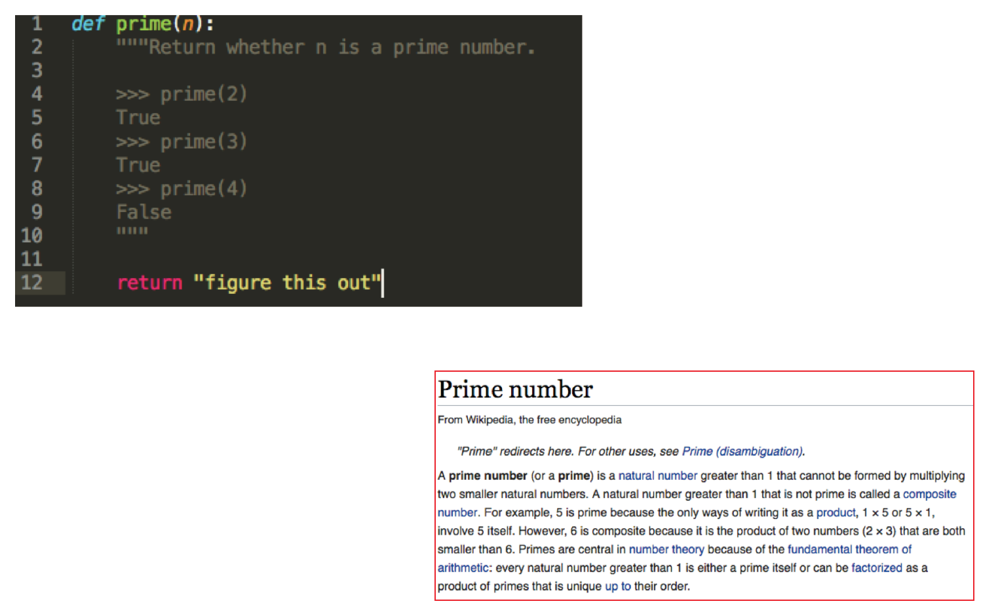 1 def prime(n):
2 """Return whether n is a prime number.
3
4 >>> prime(2)
5 True
6 >>> prime(3)
7 True
8 >>> prime(4)
9 False
10 """
11
12 return "figure this out"
Prime number
From Wikipedia, the free encyclopedia
"Prime" redirects here. For other uses, see Prime (disambiguation).
A prime number (or a prime) is a natural number greater than 1 that cannot be formed by multiplying
two smaller natural numbers. A natural number greater than 1 that is not prime is called a composite
number. For example, 5 is prime because the only ways of writing it as a product, 1 × 5 or 5 × 1,
involve 5 itself. However, 6 is composite because it is the product of two numbers (2 × 3) that are both
smaller than 6. Primes are central in number theory because of the fundamental theorem of
arithmetic: every natural number greater than 1 is either a prime itself or can be factorized as a
product of primes that is unique up to their order.